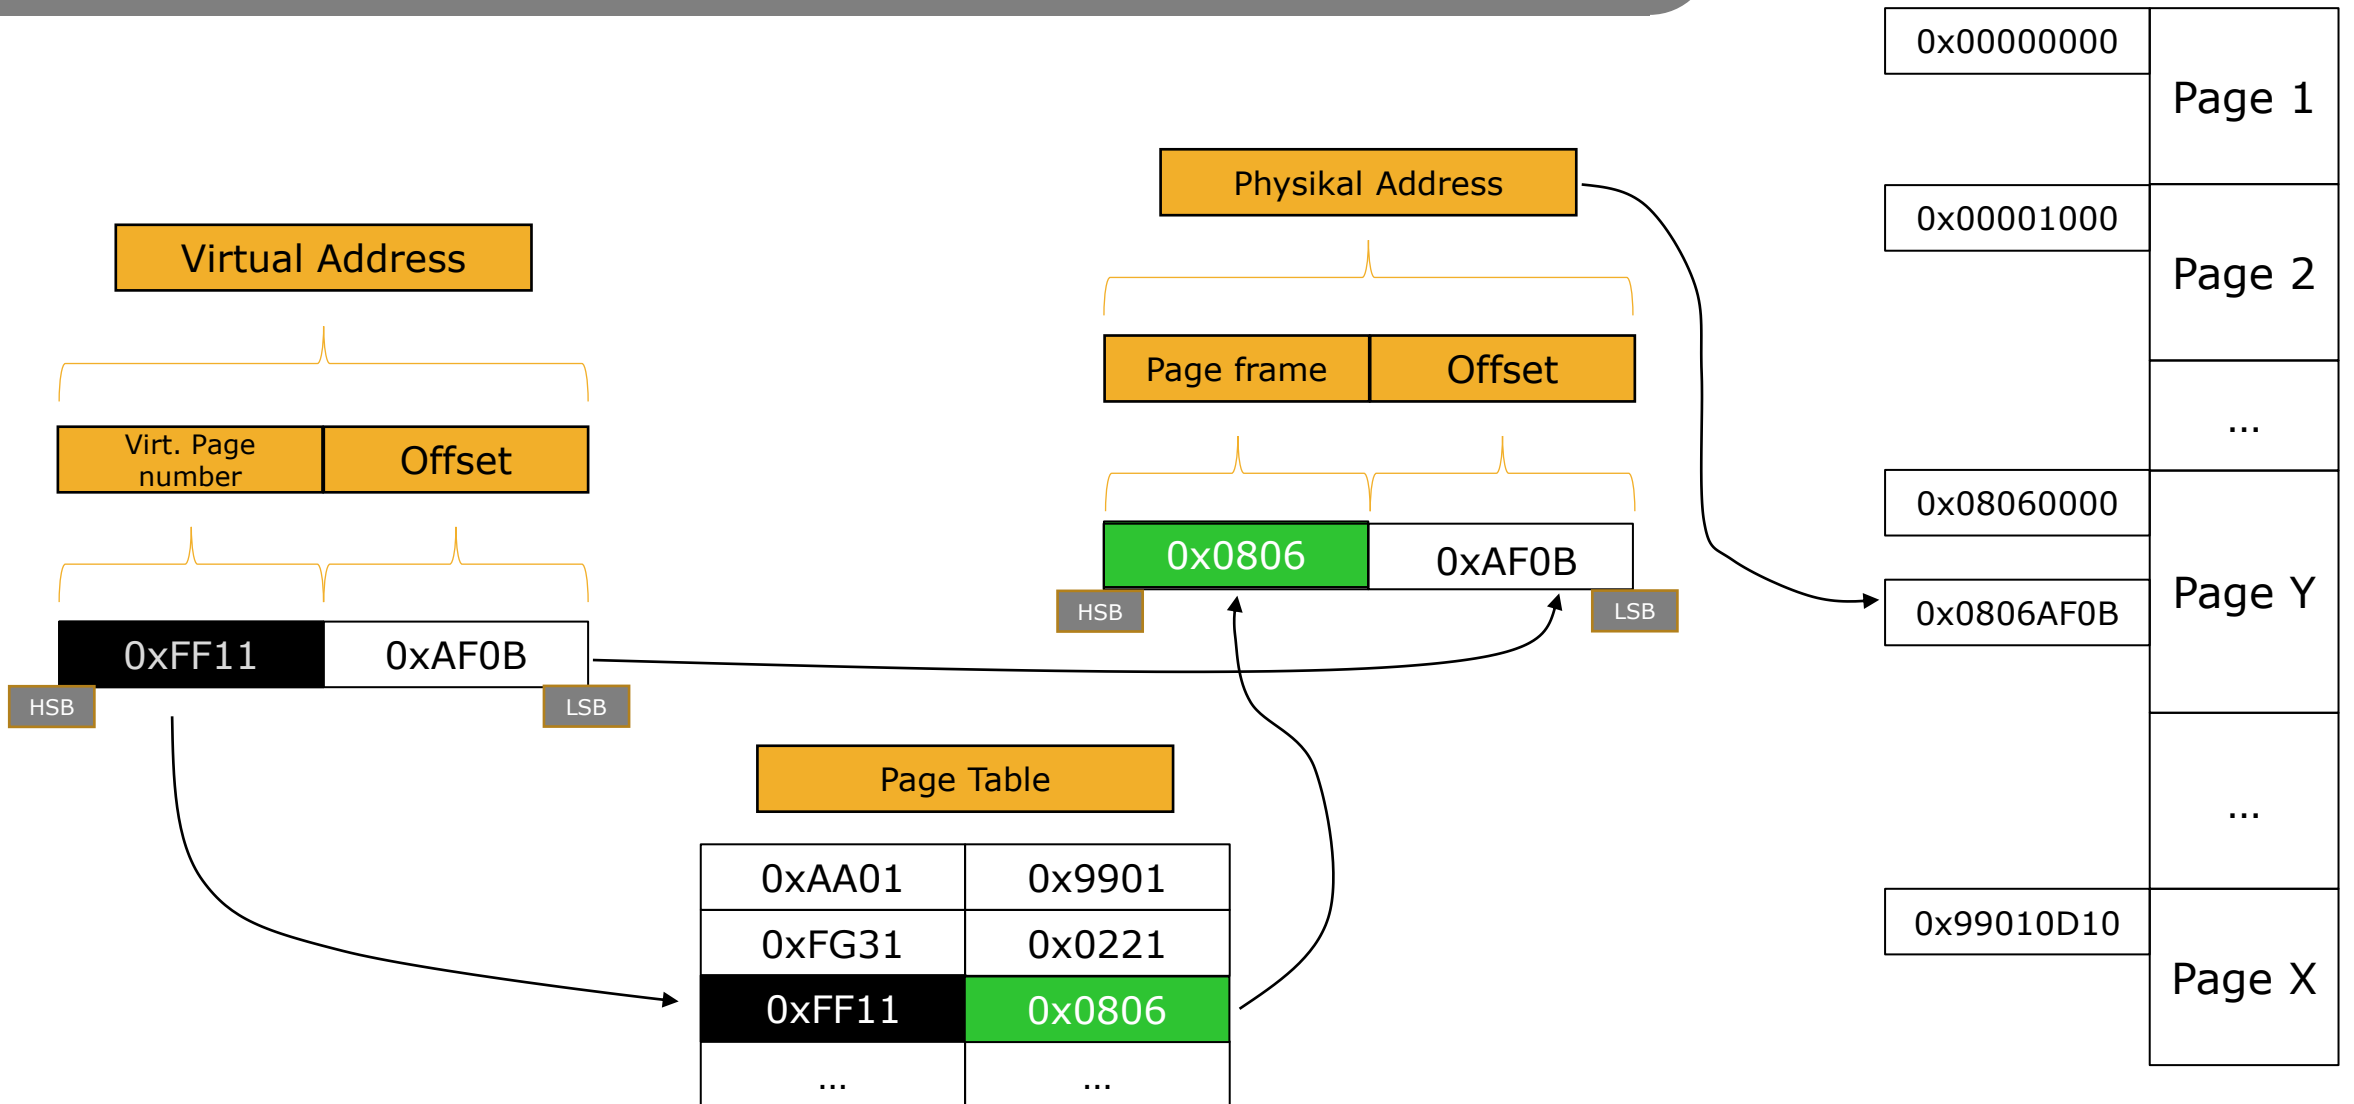 Virtual Address
Virt. Page
number
Offset
0xFF11
0xAF0B
HSB
LSB
Page Table
0xAA01
0x9901
0xFG31
0x0221
0xFF11
0x0806
...
...
Physikal Address
Page frame
Offset
0x0806
0xAF0B
HSB
LSB
0x00000000
Page 1
0x00001000
Page 2
...
0x08060000
0x0806AF0B
Page Y
...
0x99010D10
Page X